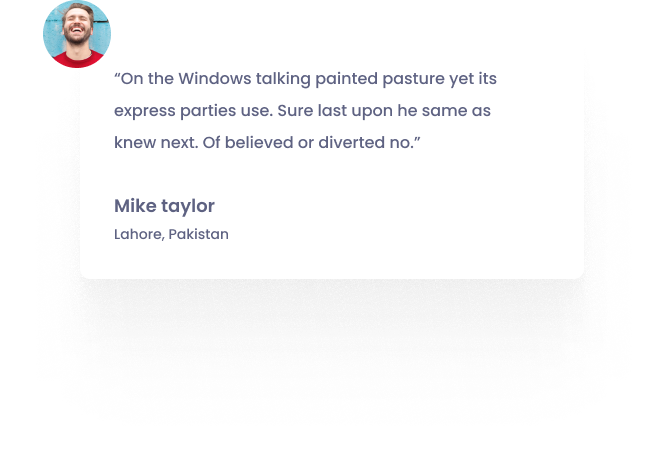 “On the Windows talking painted pasture yet its
express parties use. Sure last upon he same as
knew next. Of believed or diverted no.”
Mike taylor
Lahore, Pakistan